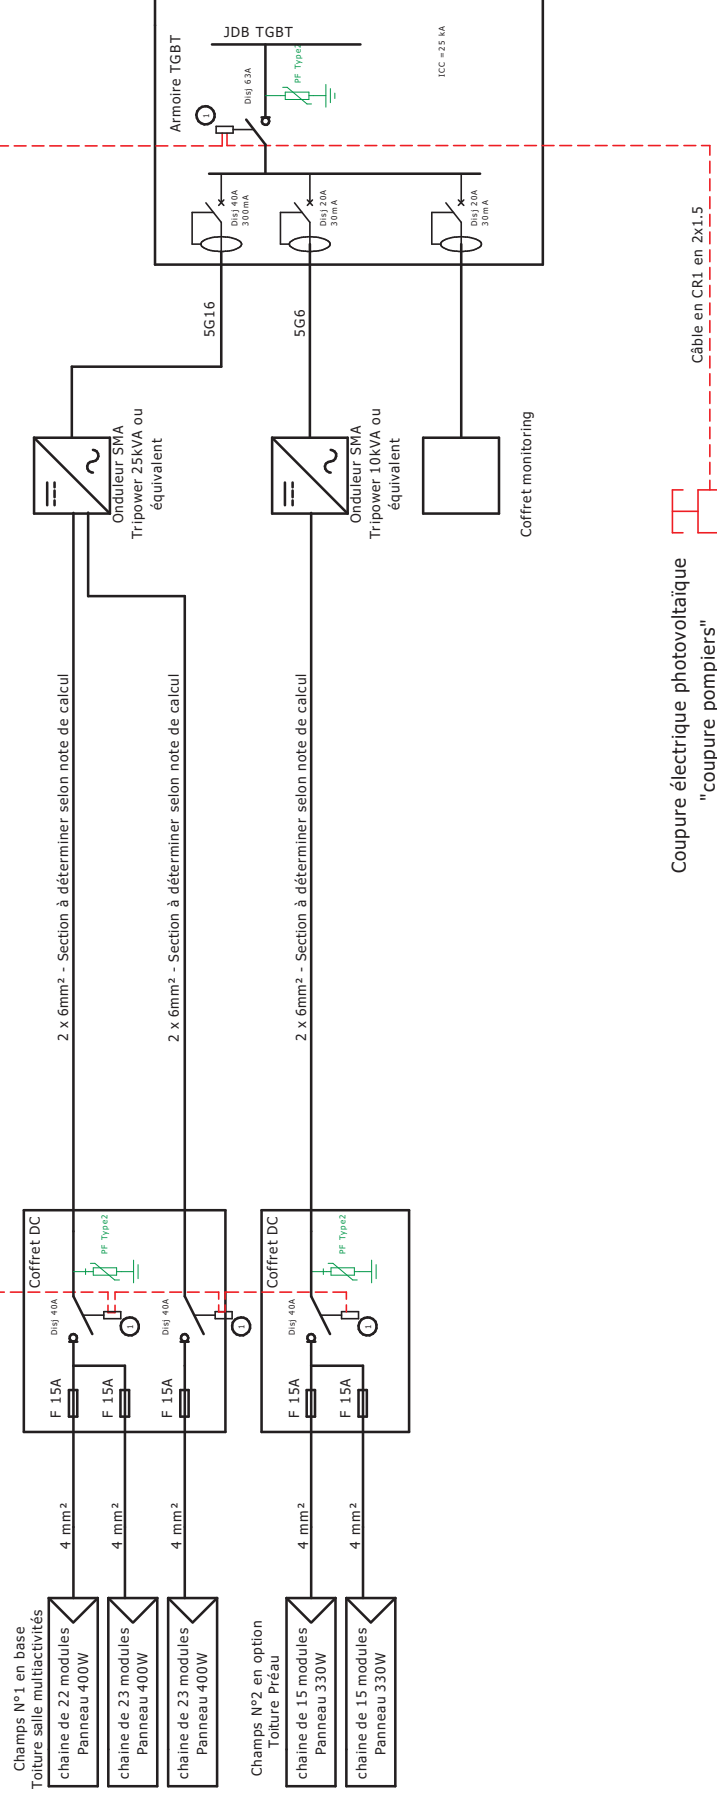 JDB TGBT
Armoire TGBT
Disj 63A
PF Type2
ICC =25 kA
1
Disj 40A
300mA
Disj 20A
30mA
Disj 20A
30mA
5G16
5G6
Câble en CR1 en 2x1.5
Onduleur SMA
Tripower 25kVA ou
équivalent
Onduleur SMA
Tripower 10kVA ou
équivalent
Coffret monitoring
Coupure électrique photovoltaïque
"coupure pompiers"
2 x 6mm² - Section à déterminer selon note de calcul
2 x 6mm² - Section à déterminer selon note de calcul
2 x 6mm² - Section à déterminer selon note de calcul
Coffret DC
PF Type2
Disj 40A
1
Disj 40A
1
Coffret DC
PF Type2
Disj 40A
1
F 15A
F 15A
F 15A
F 15A
F 15A
4 mm²
4 mm²
4 mm²
4 mm²
4 mm²
Champs N°1 en base
Toiture salle multiactivités
chaine de 22 modules
Panneau 400W
chaine de 23 modules
Panneau 400W
chaine de 23 modules
Panneau 400W
Champs N°2 en option
Toiture Préau
chaine de 15 modules
Panneau 330W
chaine de 15 modules
Panneau 330W